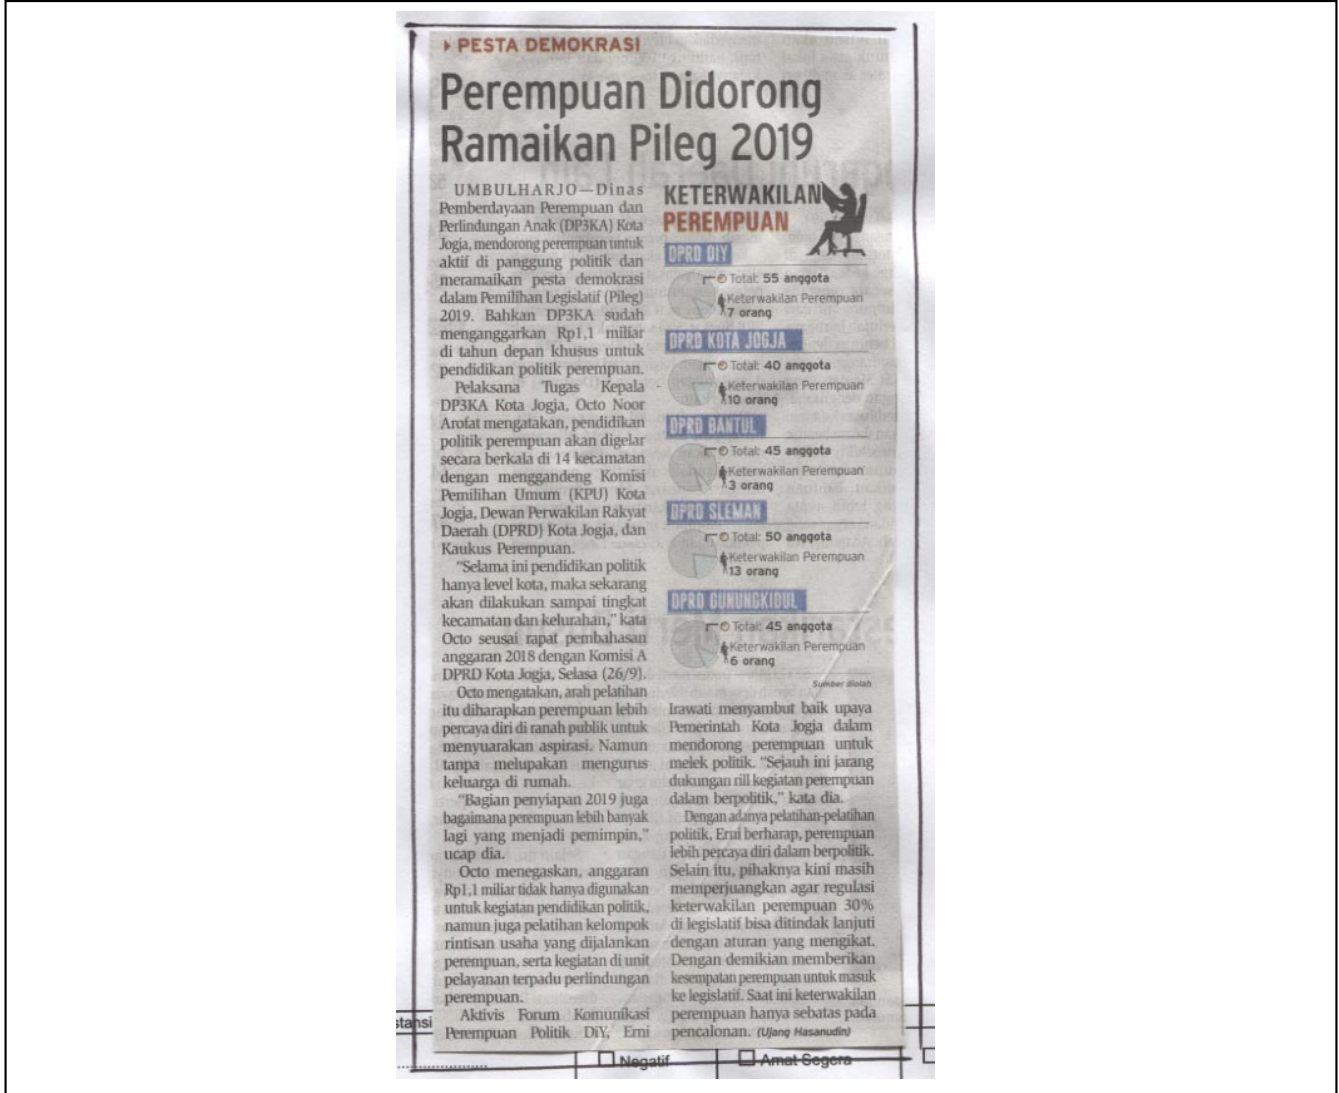 PESTA DEMOKRASI
Perempuan Didorong
Ramaikan Pileg 2019
UMBULHARJO—Dinas
Pemberdayaan Perempuan dan
Perlindungan Anak (DP3KA) Kota
Jogja, mendorong perempuan untuk
aktif di panggung politik dan
meramaikan pesta demokrasi
dalam Pemilihan Legislatif (Pileg)
2019. Bahkan DP3KA sudah
menganggarkan Rp1,1 miliar
di tahun depan khusus untuk
pendidikan politik perempuan.
Pelaksana Tugas Kepala
DP3KA Kota Jogja, Octo Noor
Arofat mengatakan, pendidikan
politik perempuan akan digelar
secara berkala di 14 kecamatan
dengan menggandeng Komisi
Pemilihan Umum (KPU) Kota
Jogja, Dewan Perwakilan Rakyat
Daerah (DPRD) Kota Jogja, dan
Kaukus Perempuan.
"Selama ini pendidikan politik
hanya level kota, maka sekarang
akan dilakukan sampai tingkat
kecamatan dan kelurahan," kata
Octo seusai rapat pembahasan
anggaran 2018 dengan Komisi A
DPRD Kota Jogja, Selasa (26/9).
Octo mengatakan, arah pelatihan
itu diharapkan perempuan lebih
percaya diri di ranah publik untuk
menyuarakan aspirasi. Namun
tanpa melupakan mengurus
keluarga di rumah.
"Bagian penyiapan 2019 juga
bagaimana perempuan lebih banyak
lagi yang menjadi pemimpin,"
ucap dia.
Octo menegaskan, anggaran
Rp1,1 miliar tidak hanya digunakan
untuk kegiatan pendidikan politik,
namun juga pelatihan kelompok
rintisan usaha yang dijalankan
perempuan, serta kegiatan di unit
pelayanan terpadu perlindungan
perempuan.
Aktivis Forum Komunikasi
Perempuan Politik DiY, Erni
KETERWAKILAN
PEREMPUAN
DPRD DIY
Total: 55 anggota
Keterwakilan Perempuan
7 orang
DPRD KOTA JOGJA
Total: 40 anggota
Keterwakilan Perempuan
10 orang
DPRD BANTUL
Total: 45 anggota
Keterwakilan Perempuan
3 orang
DPRD SLEMAN
Total: 50 anggota
Keterwakilan Perempuan
13 orang
DPRD GUNUNGKIDUL
Total: 45 anggota
Keterwakilan Perempuan
6 orang
Sumber diolah
Irawati menyambut baik upaya
Pemerintah Kota Jogja dalam
mendorong perempuan untuk
melek politik. "Sejauh ini jarang
dukungan rill kegiatan perempuan
dalam berpolitik," kata dia.
Dengan adanya pelatihan-pelatihan
politik, Erni berharap, perempuan
lebih percaya diri dalam berpolitik.
Selain itu, pihaknya kini masih
memperjuangkan agar regulasi
keterwakilan perempuan 30%
di legislatif bisa ditindak lanjuti
dengan aturan yang mengikat.
Dengan demikian memberikan
kesempatan perempuan untuk masuk
ke legislatif. Saat ini keterwakilan
perempuan hanya sebatas pada
pencalonan. (Ujang Hasanudin)
stansi
Negatif
Amat Segera